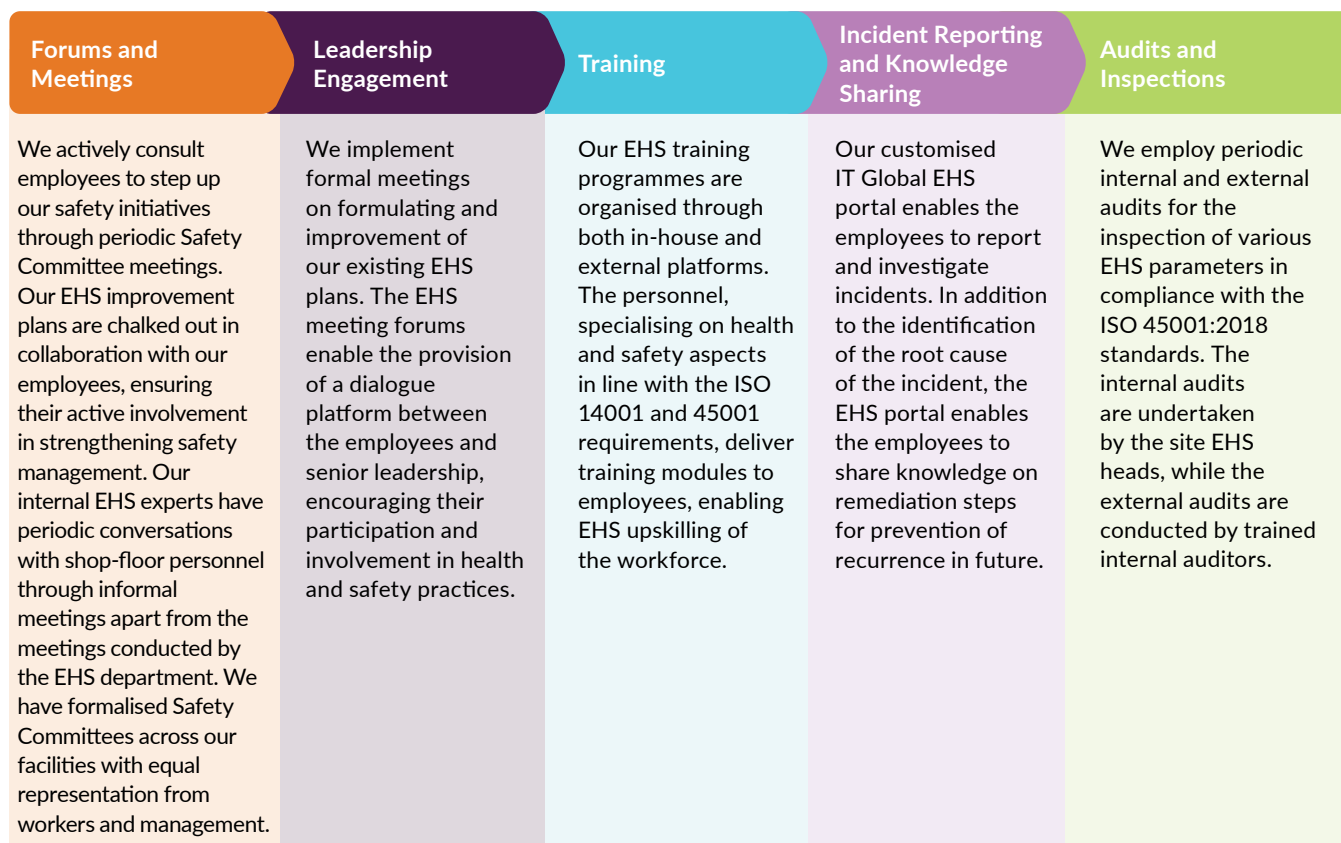 Forums and
Meetings
We actively consult
employees to step up
our safety initiatives
through periodic Safety
Committee meetings.
Our EHS improvement
plans are chalked out in
collaboration with our
employees, ensuring
their active involvement
in strengthening safety
management. Our
internal EHS experts have
periodic conversations
with shop-floor personnel
through informal
meetings apart from the
meetings conducted by
the EHS department. We
have formalised Safety
Committees across our
facilities with equal
representation from
workers and management.
Leadership
Engagement
We implement
formal meetings
on formulating and
improvement of
our existing EHS
plans. The EHS
meeting forums
enable the provision
of a dialogue
platform between
the employees and
senior leadership,
encouraging their
participation and
involvement in health
and safety practices.
Training
Our EHS training
programmes are
organised through
both in-house and
external platforms.
The personnel,
specialising on health
and safety aspects
in line with the ISO
14001 and 45001
requirements, deliver
training modules to
employees, enabling
EHS upskilling of
the workforce.
Incident Reporting
and Knowledge
Sharing
Our customised
IT Global EHS
portal enables the
employees to report
and investigate
incidents. In addition
to the identification
of the root cause
of the incident, the
EHS portal enables
the employees to
share knowledge on
remediation steps
for prevention of
recurrence in future.
Audits and
Inspections
We employ periodic
internal and external
audits for the
inspection of various
EHS parameters in
compliance with the
ISO 45001:2018
standards. The
internal audits
are undertaken
by the site EHS
heads, while the
external audits are
conducted by trained
internal auditors.